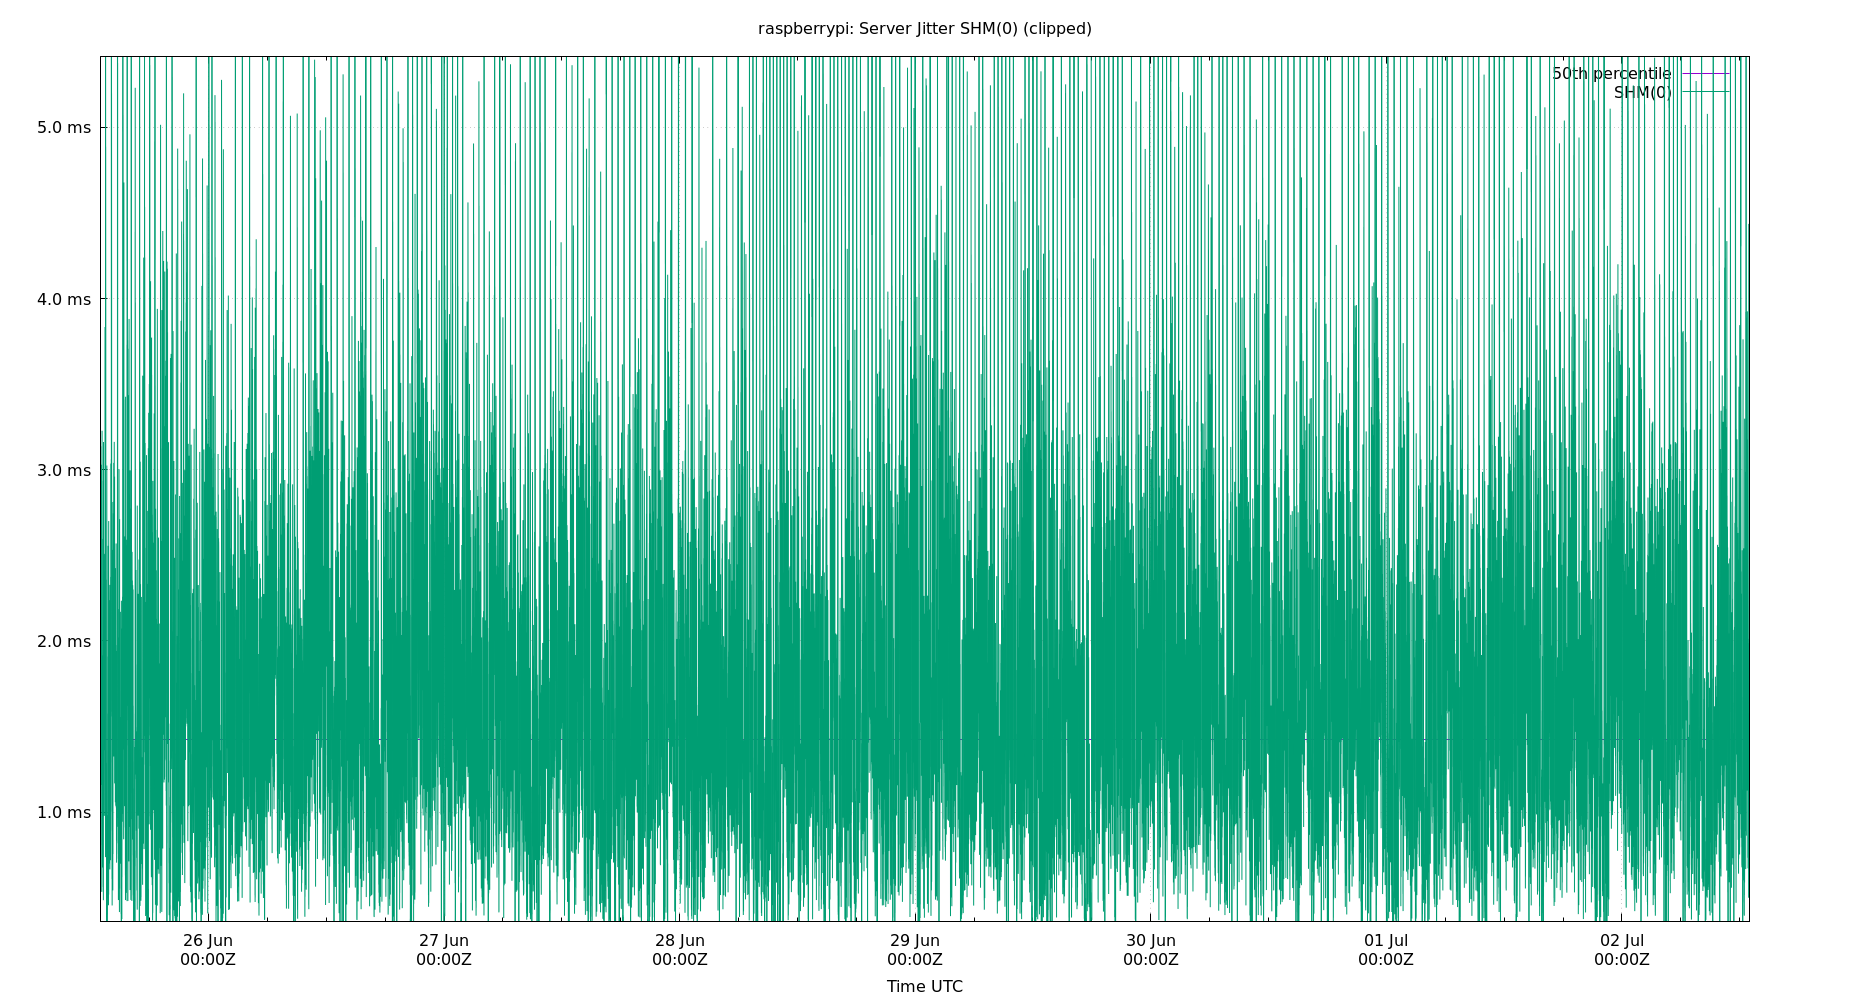 raspberrypi: Server Jitter SHM(0) (clipped)
50th percentile
SHM(0)
5.0 ms
4.0 ms
3.0 ms
2.0 ms
1.0 ms
26 Jun 27 Jun 28 Jun 29 Jun 30 Jun 01 Jul 02 Jul
00:00Z 00:00Z 00:00Z 00:00Z 00:00Z 00:00Z 00:00Z
Time UTC